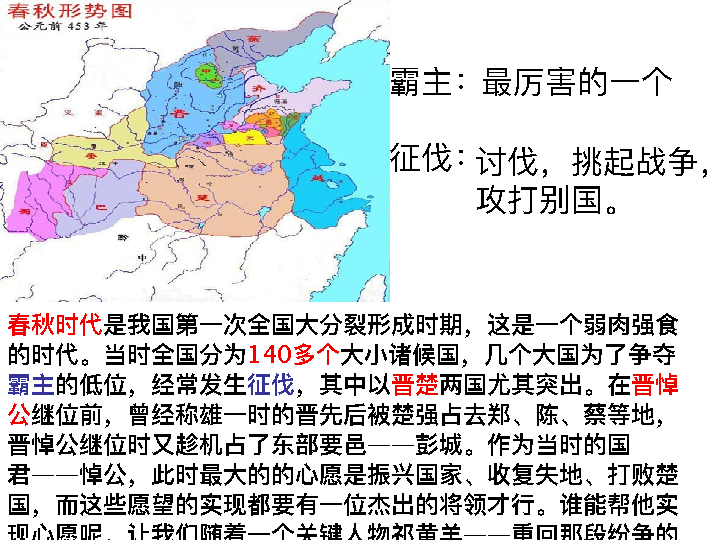 春秋形势图
公元前 453 年
燕
中山
晋
齐
秦
楚
越
蜀
巴
黔
中
霸主：最厉害的一个
征伐：讨伐，挑起战争，
攻打别国。
春秋时代是我国第一次全国大分裂形成时期，这是一个弱肉强食
的时代。当时全国分为140多个大小诸候国，几个大国为了争夺
霸主的低位，经常发生征伐，其中以晋楚两国尤其突出。在晋悼
公继位前，曾经称雄一时的晋先后被楚强占去郑、陈、蔡等地，
晋悼公继位时又趁机占了东部要邑——彭城。作为当时的国
君——悼公，此时最大的的心愿是振兴国家、收复失地、打败楚
国，而这些愿望的实现都要有一位杰出的将领才行。谁能帮他实
现心愿呢，让我们随着一个关键人物祁黄羊——重回那段纷争的